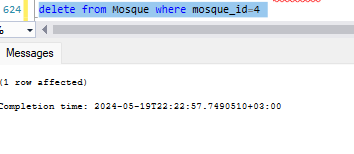 624 delete from Mosque where mosque_id=4
%
Messages
(1 row affected)
Completion time: 2024-05-19T22:22:57.7490510+03:00